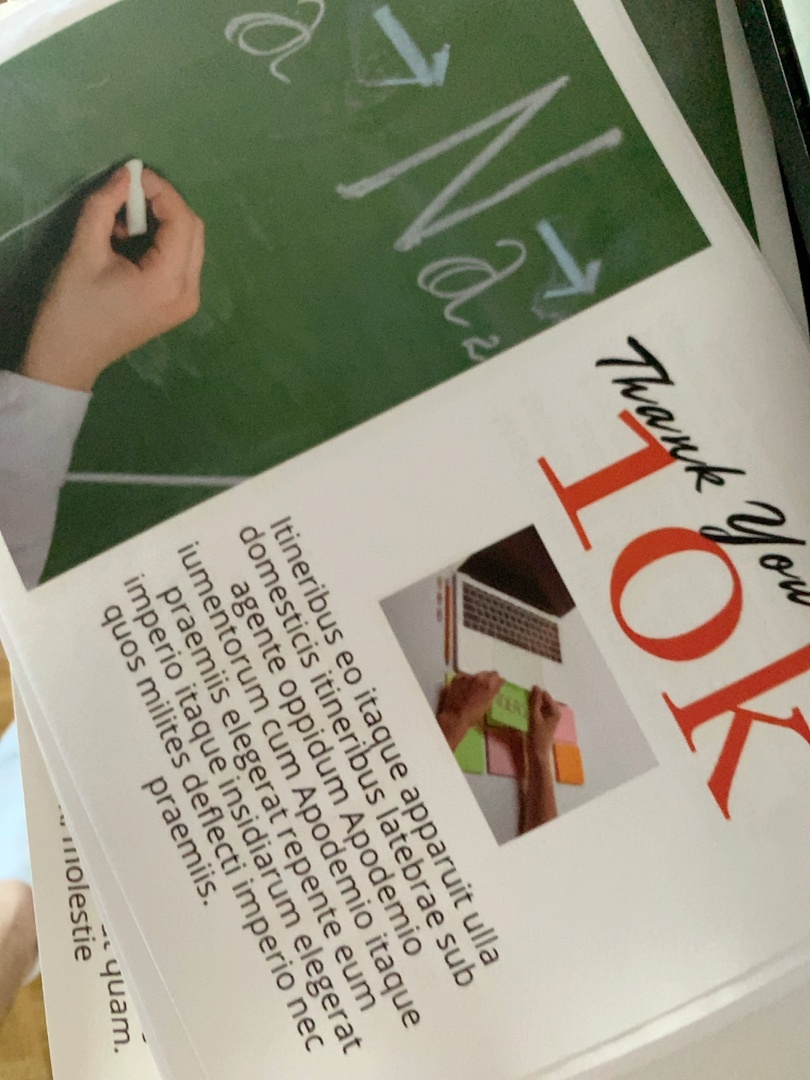 Thank You
10k
a
Na₂
Itineribus eo itaque apparuit ulla
domesticis itineribus latebrae sub
agente oppidum Apodemio
iumentorum cum Apodemio itaque
praemiis elegerat repente eum
imperio itaque insidiarum elegerat
quos milites deflecti imperio nec
praemiis.
quam.
molestie